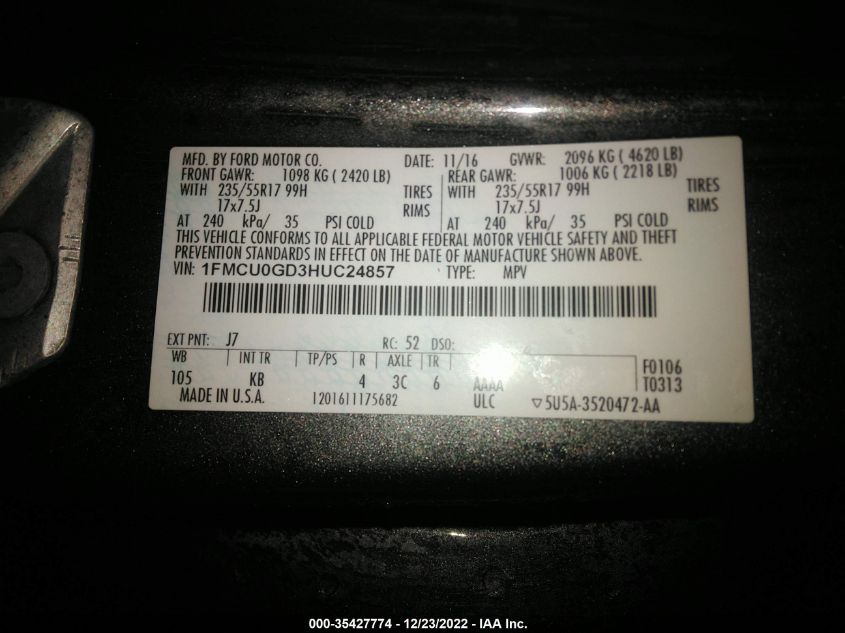 MFD. BY FORD MOTOR CO. DATE: 11/16 GVWR: 2096 KG ( 4620 LB)
FRONT GAWR: 1098 KG ( 2420 LB) REAR GAWR: 1006 KG ( 2218 LB)
WITH 235/55R17 99H TIRES WITH 235/55R17 99H TIRES
17x7.5J RIMS 17x7.5J RIMS
AT 240 kPa/ 35 PSI COLD AT 240 kPa/ 35 PSI COLD
THIS VEHICLE CONFORMS TO ALL APPLICABLE FEDERAL MOTOR VEHICLE SAFETY AND THEFT
PREVENTION STANDARDS IN EFFECT ON THE DATE OF MANUFACTURE SHOWN ABOVE.
VIN: 1FMCU0GD3HUC24857 TYPE: MPV
EXT PNT: J7 RC: 52 DSO:
WB INT TR TP/PS R AXLE TR F0106
105 KB 4 3C 6 AAAA T0313
MADE IN U.S.A. 1201611175682 ULC ▽5U5A-3520472-AA
000-35427774 - 12/23/2022 - IAA Inc.